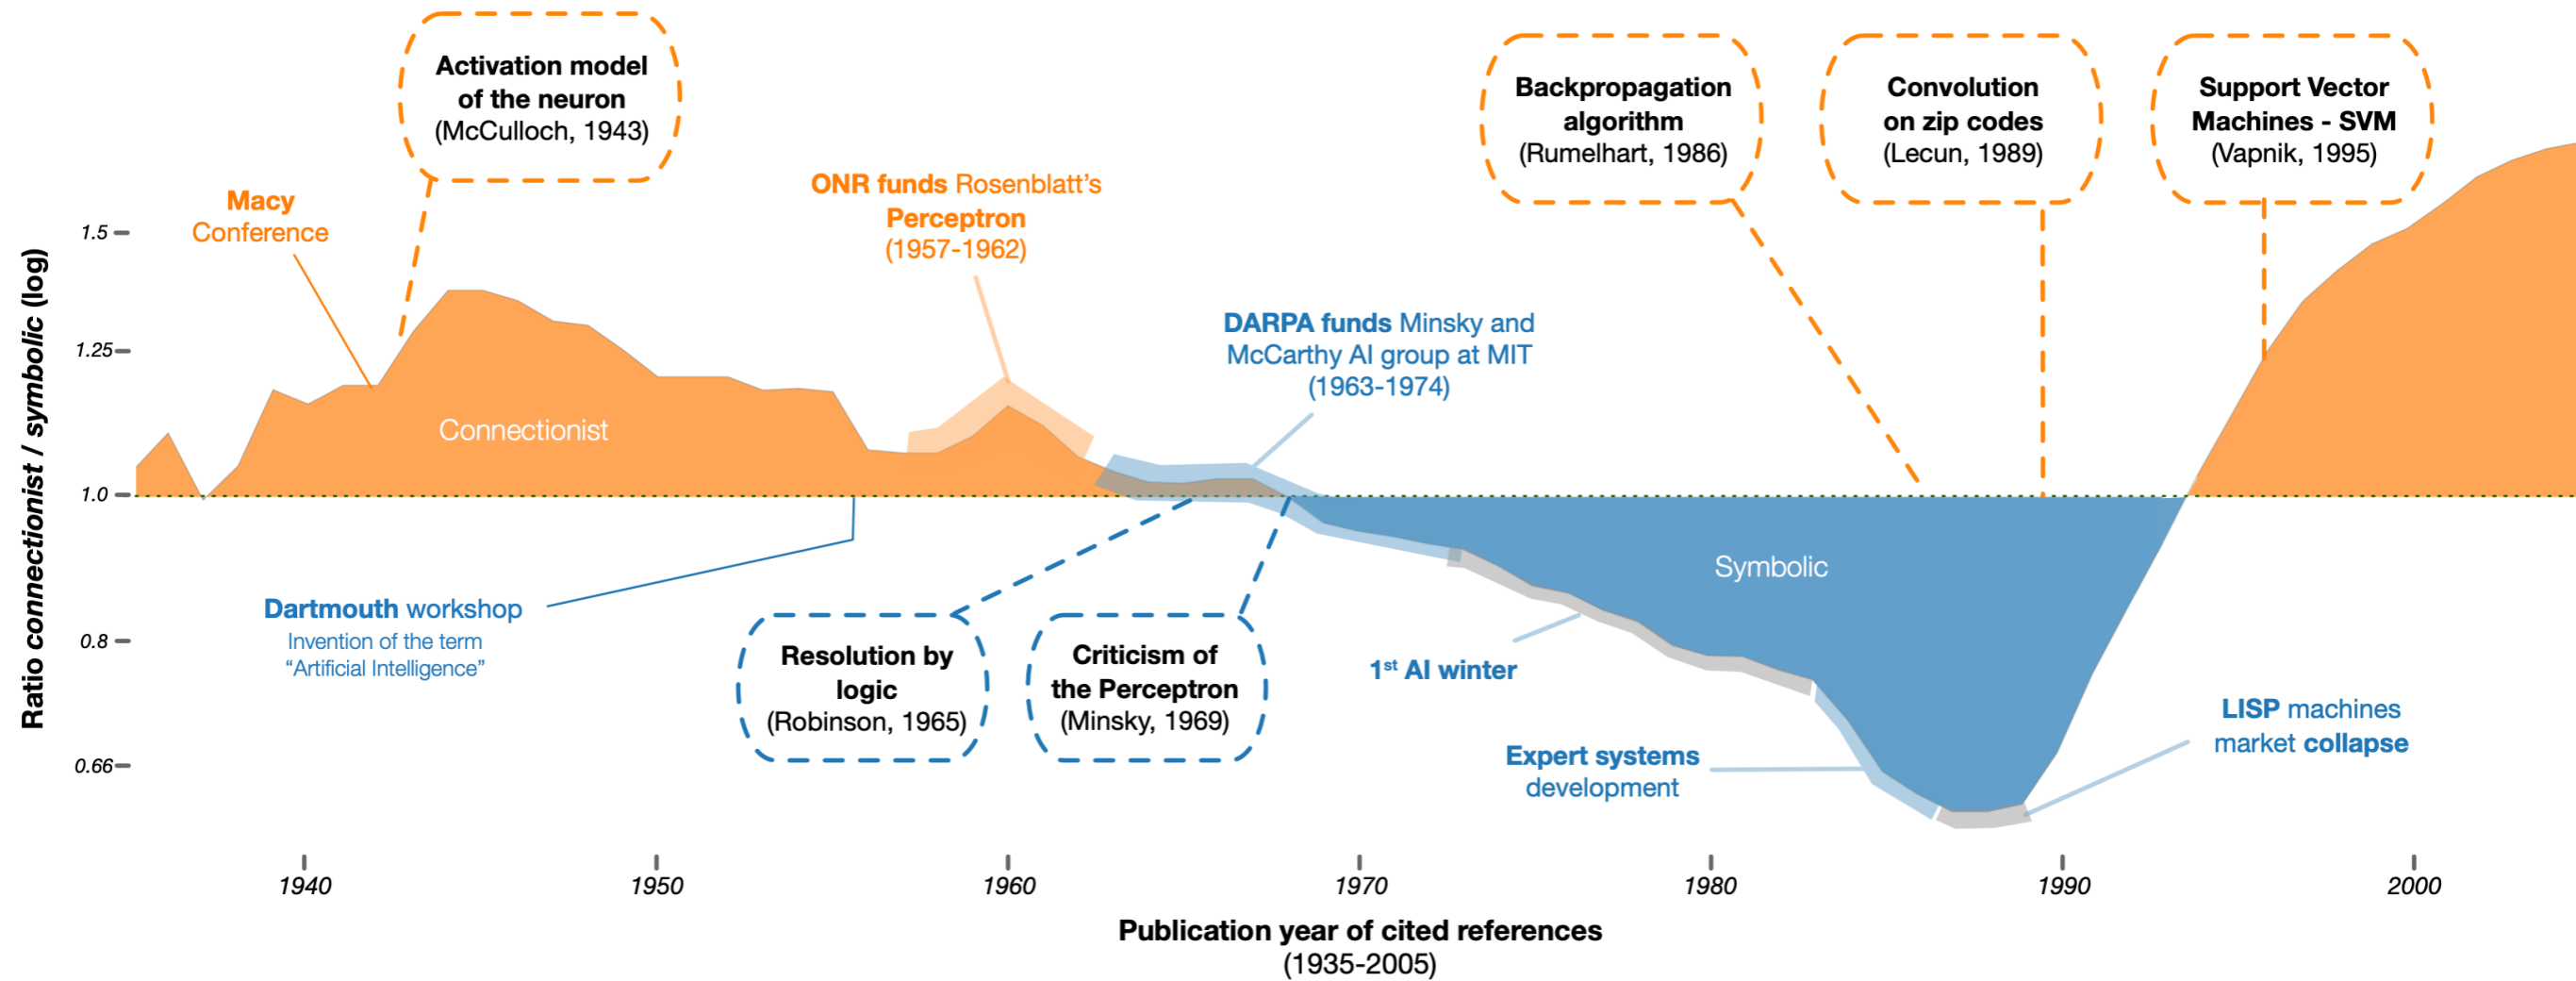 Activation model
of the neuron
(McCulloch, 1943)
Macy
Conference
ONR funds Rosenblatt's
Perceptron
(1957-1962)
DARPA funds Minsky and
McCarthy AI group at MIT
(1963-1974)
Backpropagation
algorithm
(Rumelhart, 1986)
Convolution
on zip codes
(Lecun, 1989)
Support Vector
Machines - SVM
(Vapnik, 1995)
Ratio connectionist / symbolic (log)
1.5
1.25
1.0
0.8
0.66
Connectionist
Symbolic
Dartmouth workshop
Invention of the term
“Artificial Intelligence”
Resolution by
logic
(Robinson, 1965)
Criticism of
the Perceptron
(Minsky, 1969)
1st AI winter
Expert systems
development
LISP machines
market collapse
1940
1950
1960
1970
1980
1990
2000
Publication year of cited references
(1935-2005)